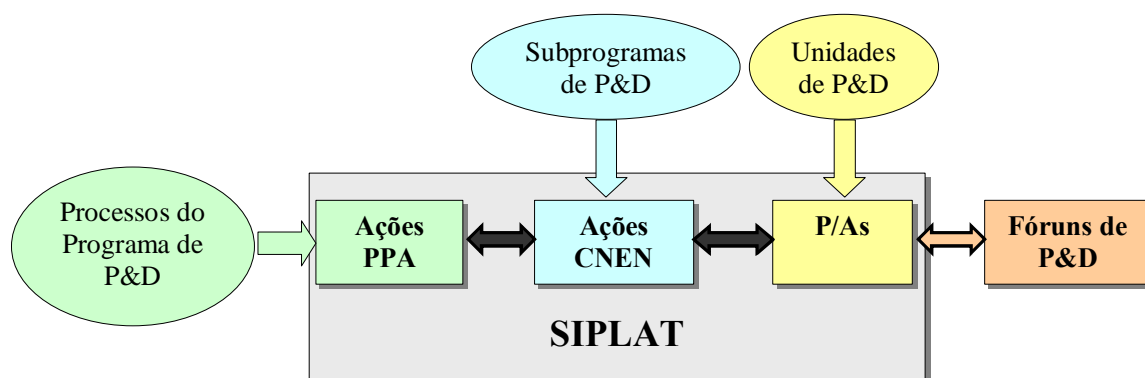 Subprogramas
de P&D
Unidades
de P&D
Processos do
Programa de
P&D
Ações
PPA
Ações
CNEN
P/As
Fóruns de
P&D
SIPLAT